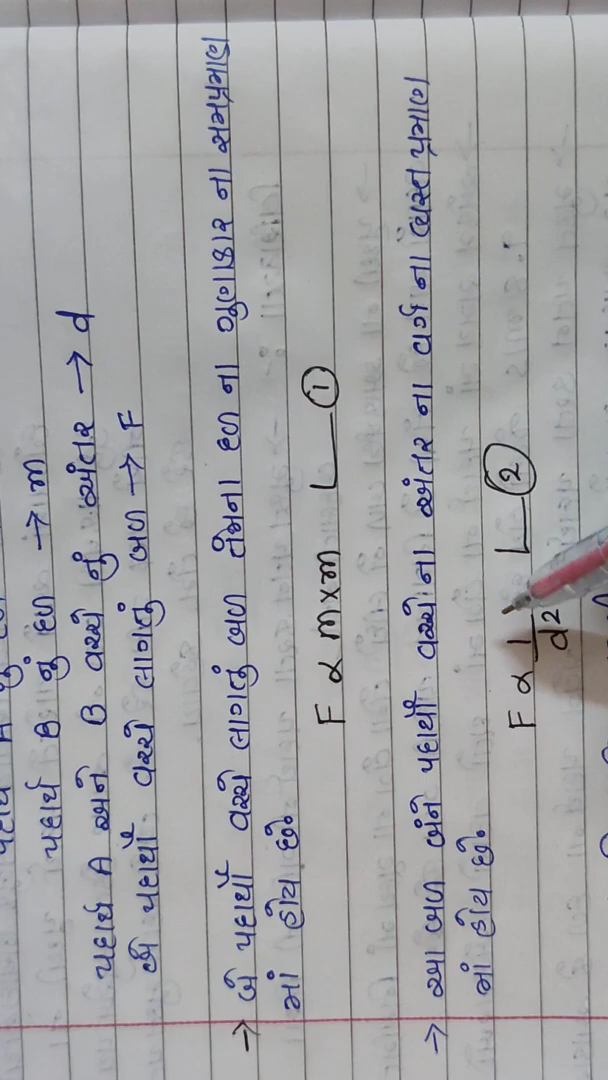 પદાર્થ B નું દળ → m
પદાર્થ A અને B વચ્ચે નું અંતર → d
બે પદાર્થો વચ્ચે લાગતું બળ → F
→ બે પદાર્થો વચ્ચે લાગતું બળ તેમના દળ ના ગુણાકાર ના સમપ્રમાણ
માં હોય છે.
F ∝ m×m ①
→ આ બળ બંને પદાર્થો વચ્ચે ના અંતર ના વર્ગ ના વ્યસ્ત પ્રમાણ
માં હોય છે.
F ∝ 1/d2 ②